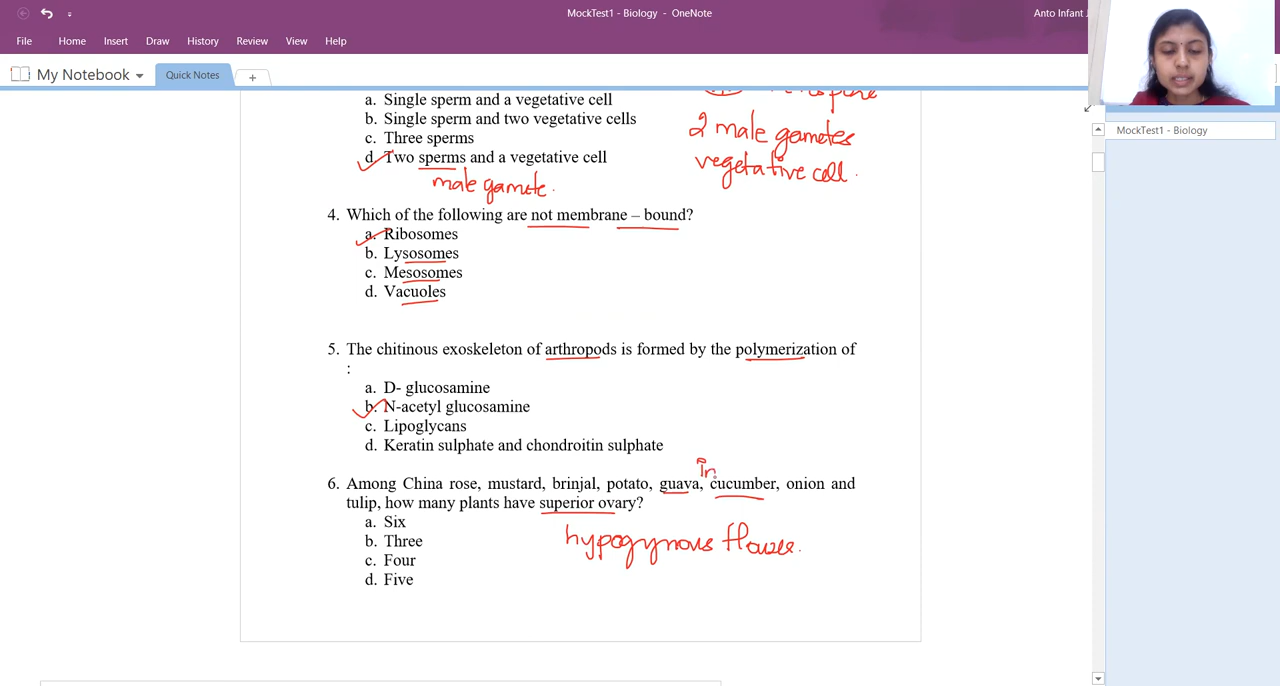 MockTest1 - Biology - OneNote
Anto Infant J
File Home Insert Draw History Review View Help
My Notebook
Quick Notes
+
MockTest1 - Biology
a. Single sperm and a vegetative cell
b. Single sperm and two vegetative cells
2 male gametes
c. Three sperms
d. Two sperms and a vegetative cell
vegetative cell.
male gamete.
4. Which of the following are not membrane – bound?
a. Ribosomes
b. Lysosomes
c. Mesosomes
d. Vacuoles
5. The chitinous exoskeleton of arthropods is formed by the polymerization of
:
a. D- glucosamine
b. N-acetyl glucosamine
c. Lipoglycans
d. Keratin sulphate and chondroitin sulphate
In
6. Among China rose, mustard, brinjal, potato, guava, cucumber, onion and
tulip, how many plants have superior ovary?
a. Six
b. Three
hypogynous
c. Four
d. Five